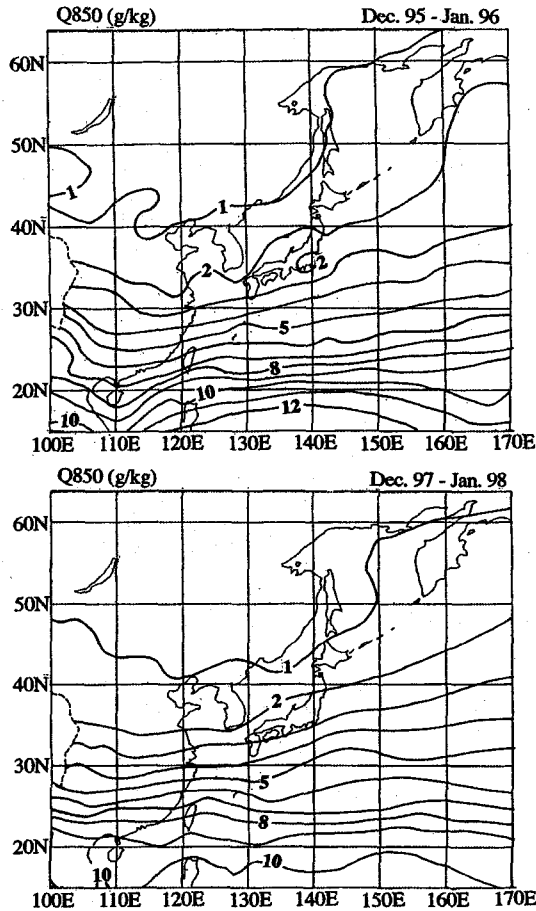 Q850 (g/kg) Dec. 95 - Jan. 96
60N
50N
1
1
40N
2
2
30N
5
8
20N
10
12
10
100E 110E 120E 130E 140E 150E 160E 170E
Q850 (g/kg) Dec. 97 - Jan. 98
60N
50N
1
40N
2
30N
5
8
20N
10
10
100E 110E 120E 130E 140E 150E 160E 170E